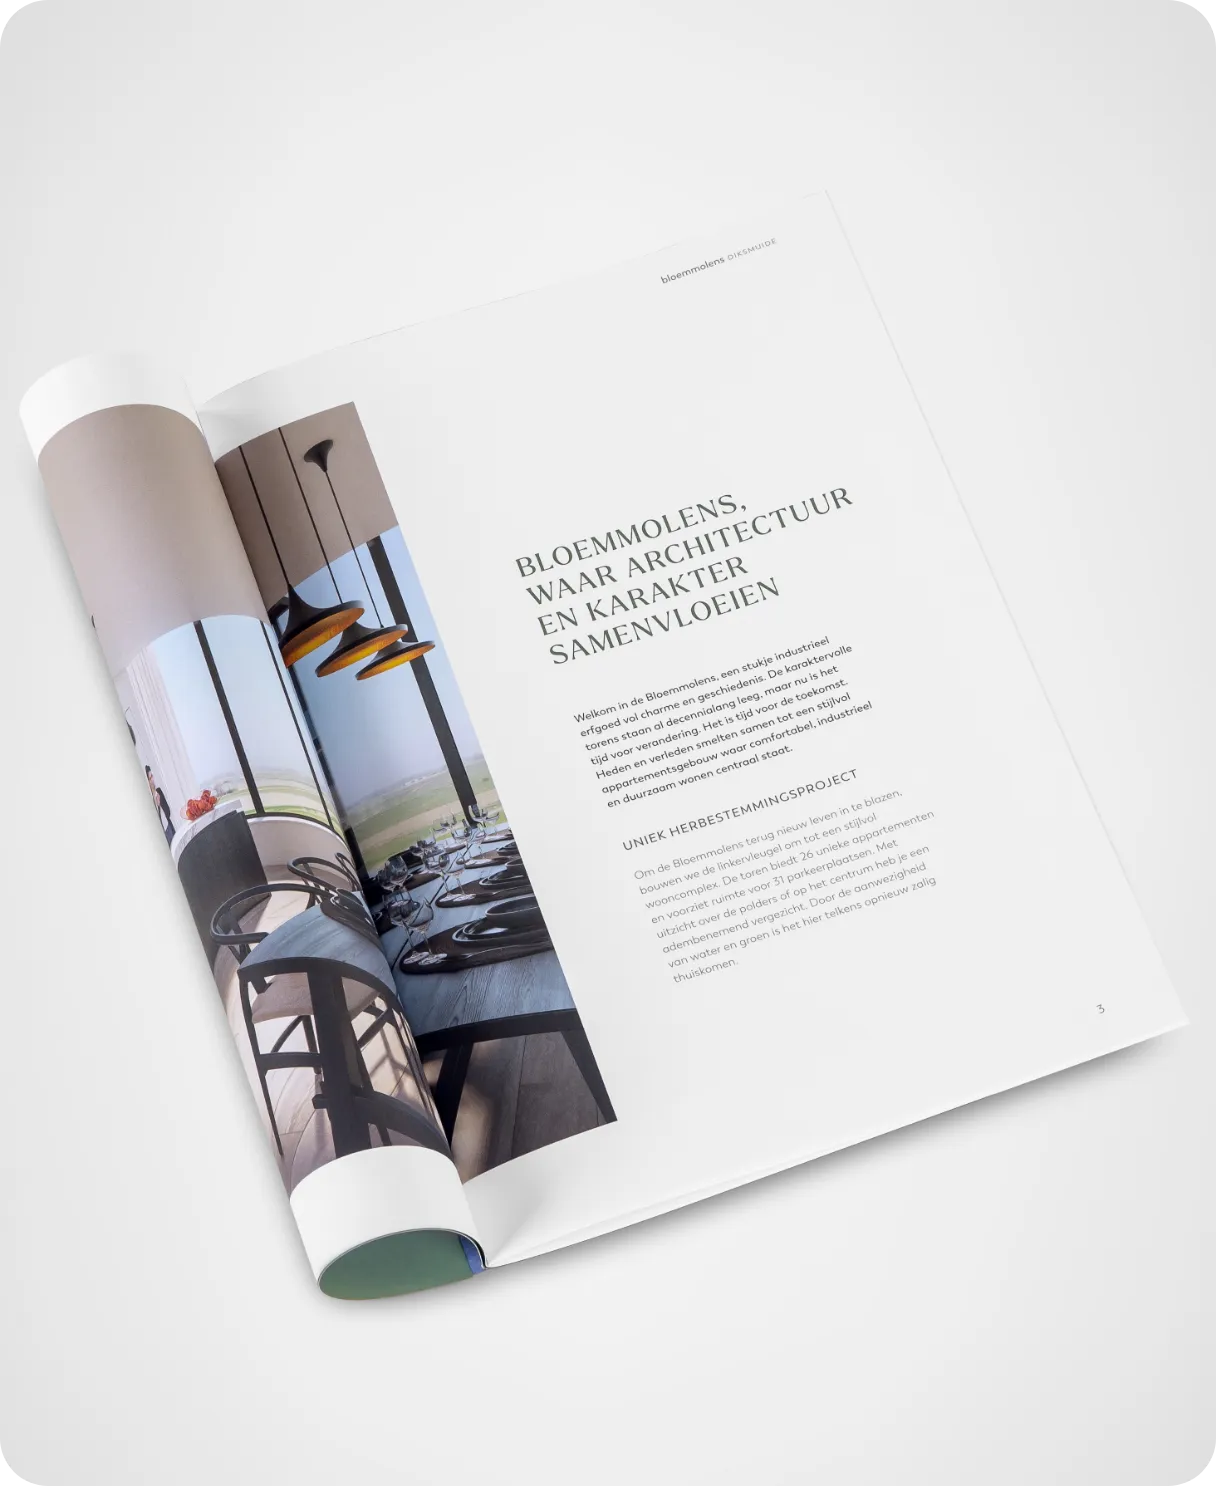 bloemmolens DIKSMUIDE
BLOEMMOLENS,
WAAR ARCHITECTUUR
EN KARAKTER
SAMENVLOEIEN
Welkom in de Bloemmolens, een stukje industrieel
erfgoed vol charme en geschiedenis. De karaktervolle
torens staan al decennialang leeg, maar nu is het
tijd voor verandering. Het is tijd voor de toekomst.
Heden en verleden smelten samen tot een stijlvol
appartementsgebouw waar comfortabel, industrieel
en duurzaam wonen centraal staat.
UNIEK HERBESTEMMINGSPROJECT
Om de Bloemmolens terug nieuw leven in te blazen,
bouwen we de linkervleugel om tot een stijlvol
wooncomplex. De toren biedt 26 unieke appartementen
en voorziet ruimte voor 31 parkeerplaatsen. Met
uitzicht over de polders of op het centrum heb je een
adembenemend vergezicht. Door de aanwezigheid
van water en groen is het hier telkens opnieuw zalig
thuiskomen.
3